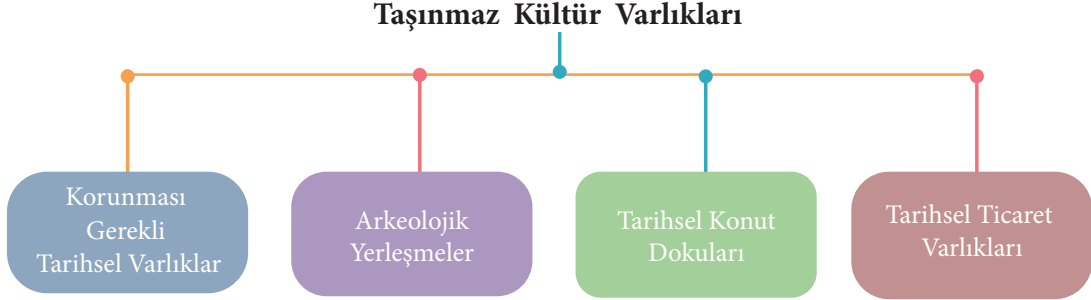 Taşınmaz Kültür Varlıkları
Korunması
Gerekli
Tarihsel Varlıklar
Arkeolojik
Yerleşmeler
Tarihsel Konut
Dokuları
Tarihsel Ticaret
Varlıkları